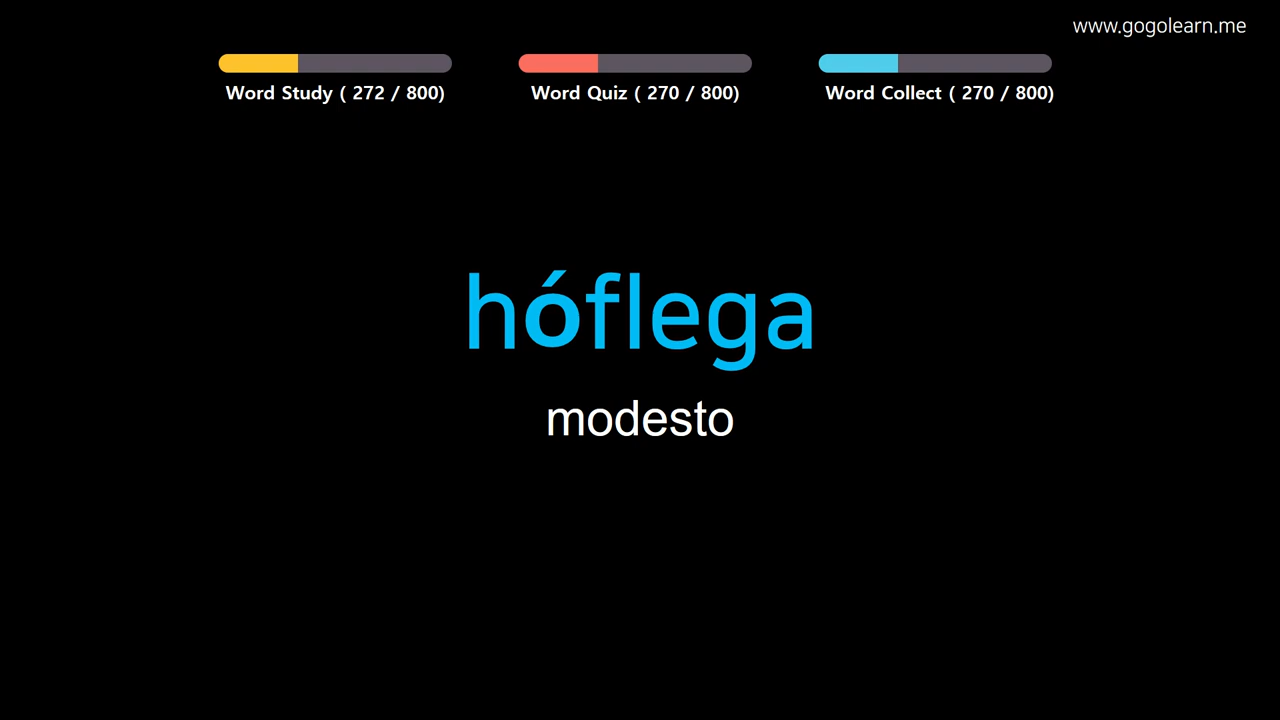 www.gogolearn.me
Word Study ( 272 / 800)
Word Quiz ( 270 / 800)
Word Collect ( 270 / 800)
hóflega
modesto